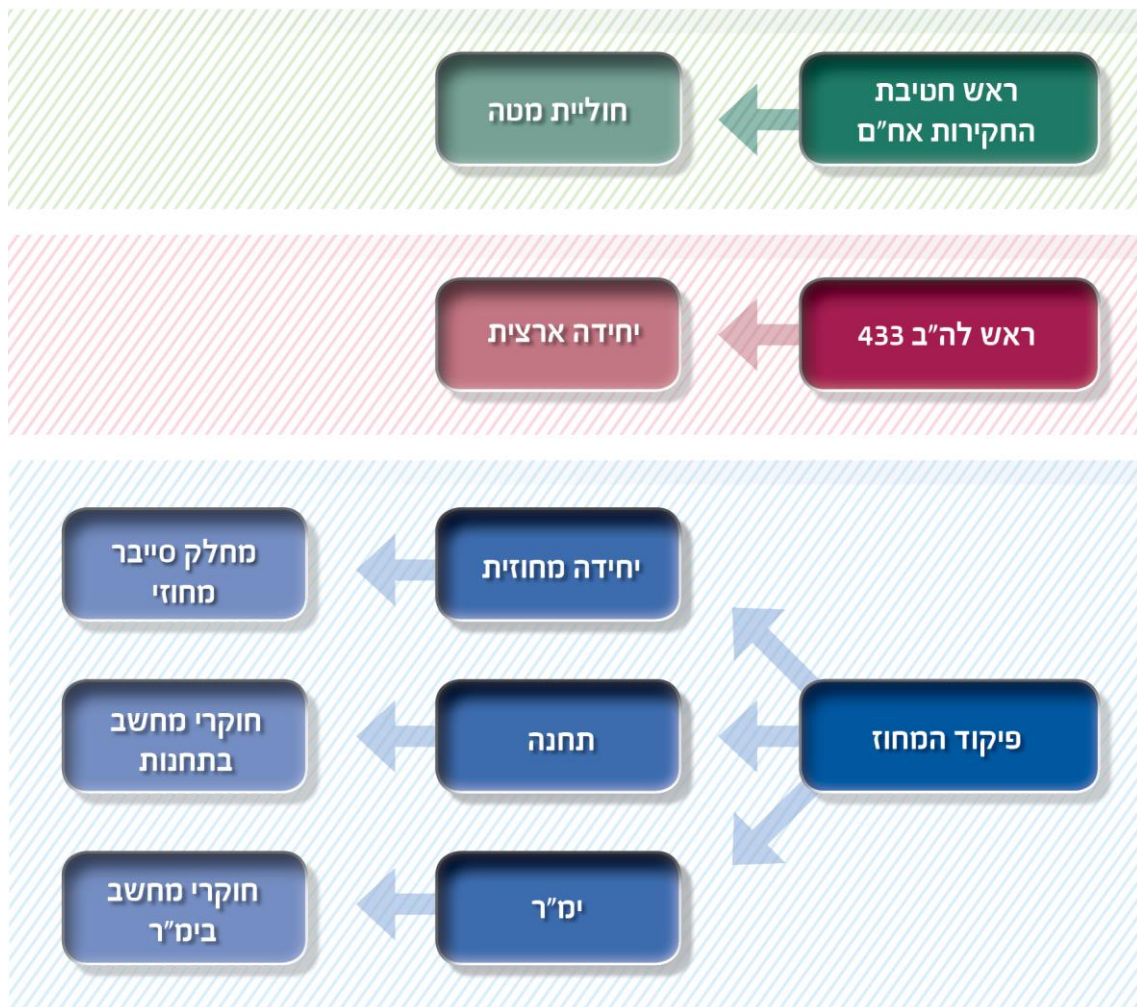 ראש חטיבת
החקירות אח"ם
חוליית מטה
ראש לה"ב 433
יחידה ארצית
פיקוד המחוז
יחידה מחוזית
מחלק סייבר
מחוזי
תחנה
חוקרי מחשב
בתחנות
ימ"ר
חוקרי מחשב
בימ"ר